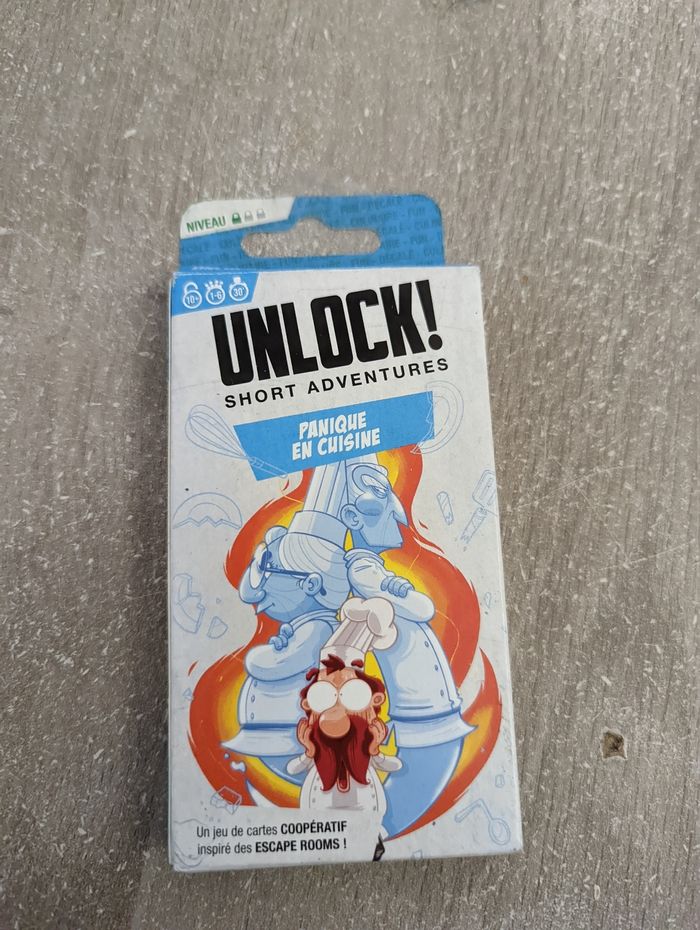 NIVEAU
10+ 1-6 30'
UNLOCK!
SHORT ADVENTURES
PANIQUE
EN CUISINE
Un jeu de cartes COOPÉRATIF
inspiré des ESCAPE ROOMS !